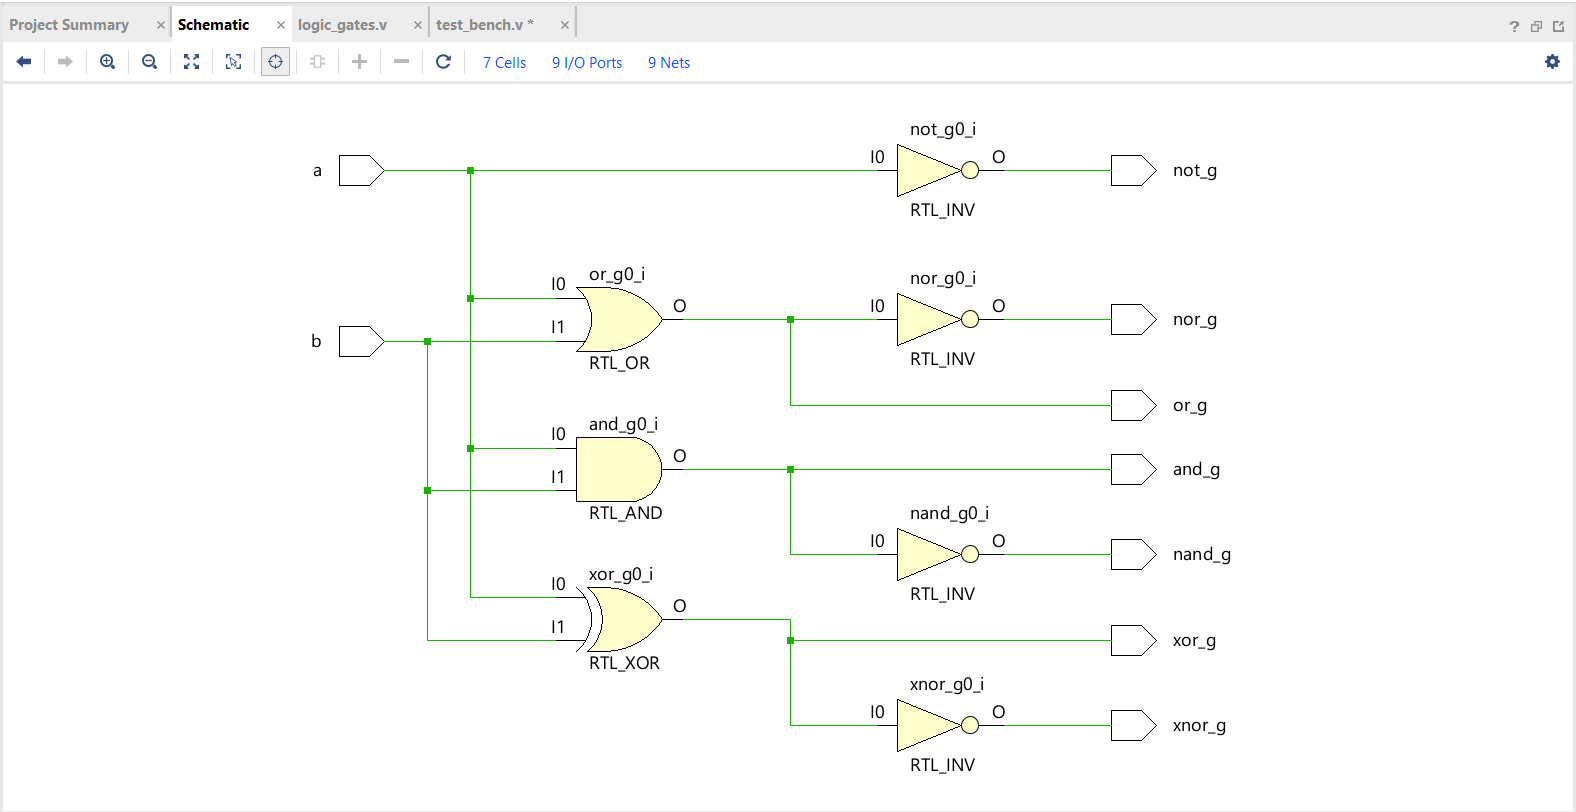 Project Summary × Schematic × logic_gates.v × test_bench.v * ×
?
7 Cells 9 I/O Ports 9 Nets
not_g0_i
a I0 O not_g
RTL_INV
or_g0_i nor_g0_i
I0 O I0 O nor_g
b I1
RTL_OR RTL_INV
or_g
and_g0_i
I0 O and_g
I1
RTL_AND nand_g0_i
I0 O nand_g
xor_g0_i RTL_INV
I0 O
I1 xor_g
RTL_XOR
xnor_g0_i
I0 O xnor_g
RTL_INV